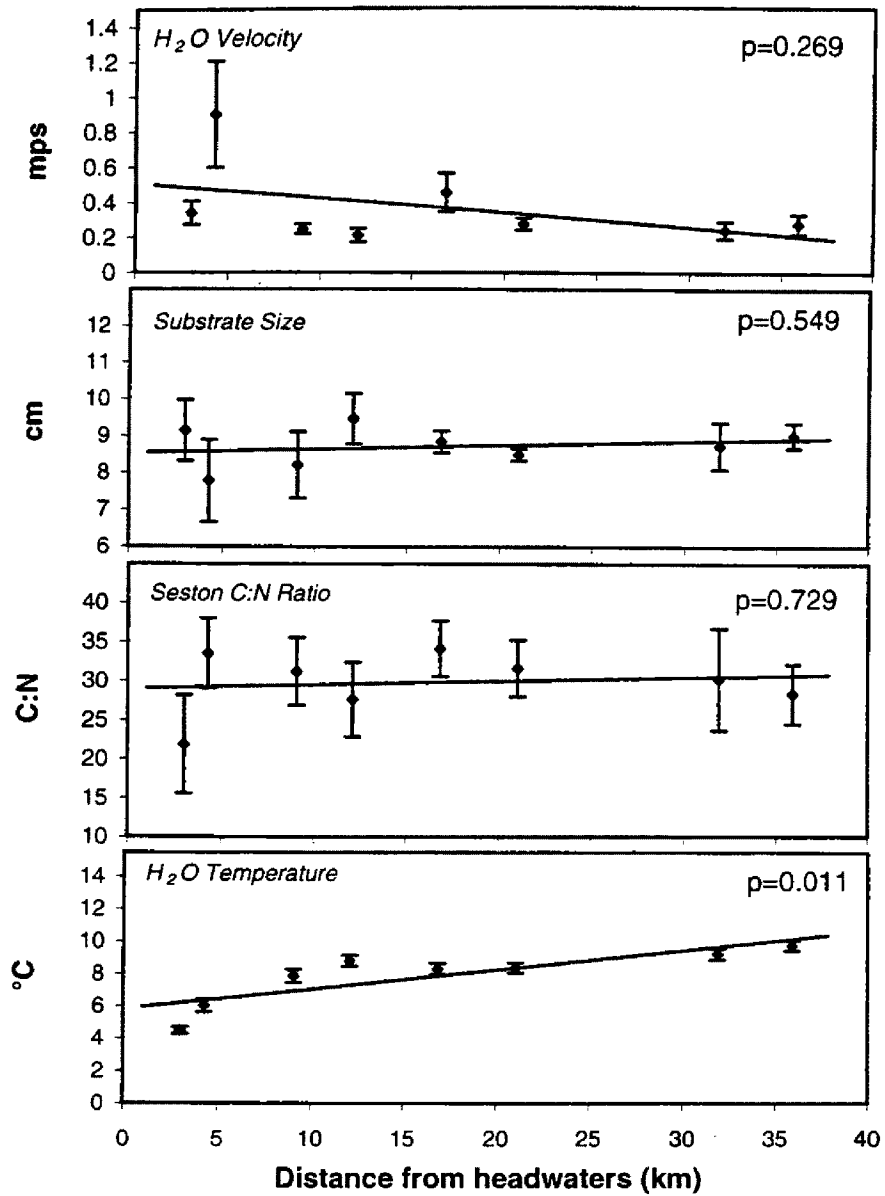 H₂O Velocity
p=0.269
mps
1.4
1.2
1
0.8
0.6
0.4
0.2
0
Substrate Size
p=0.549
cm
12
11
10
9
8
7
6
Seston C:N Ratio
p=0.729
C:N
40
35
30
25
20
15
10
H₂O Temperature
p=0.011
°C
14
12
10
8
6
4
2
0
0 5 10 15 20 25 30 35 40
Distance from headwaters (km)